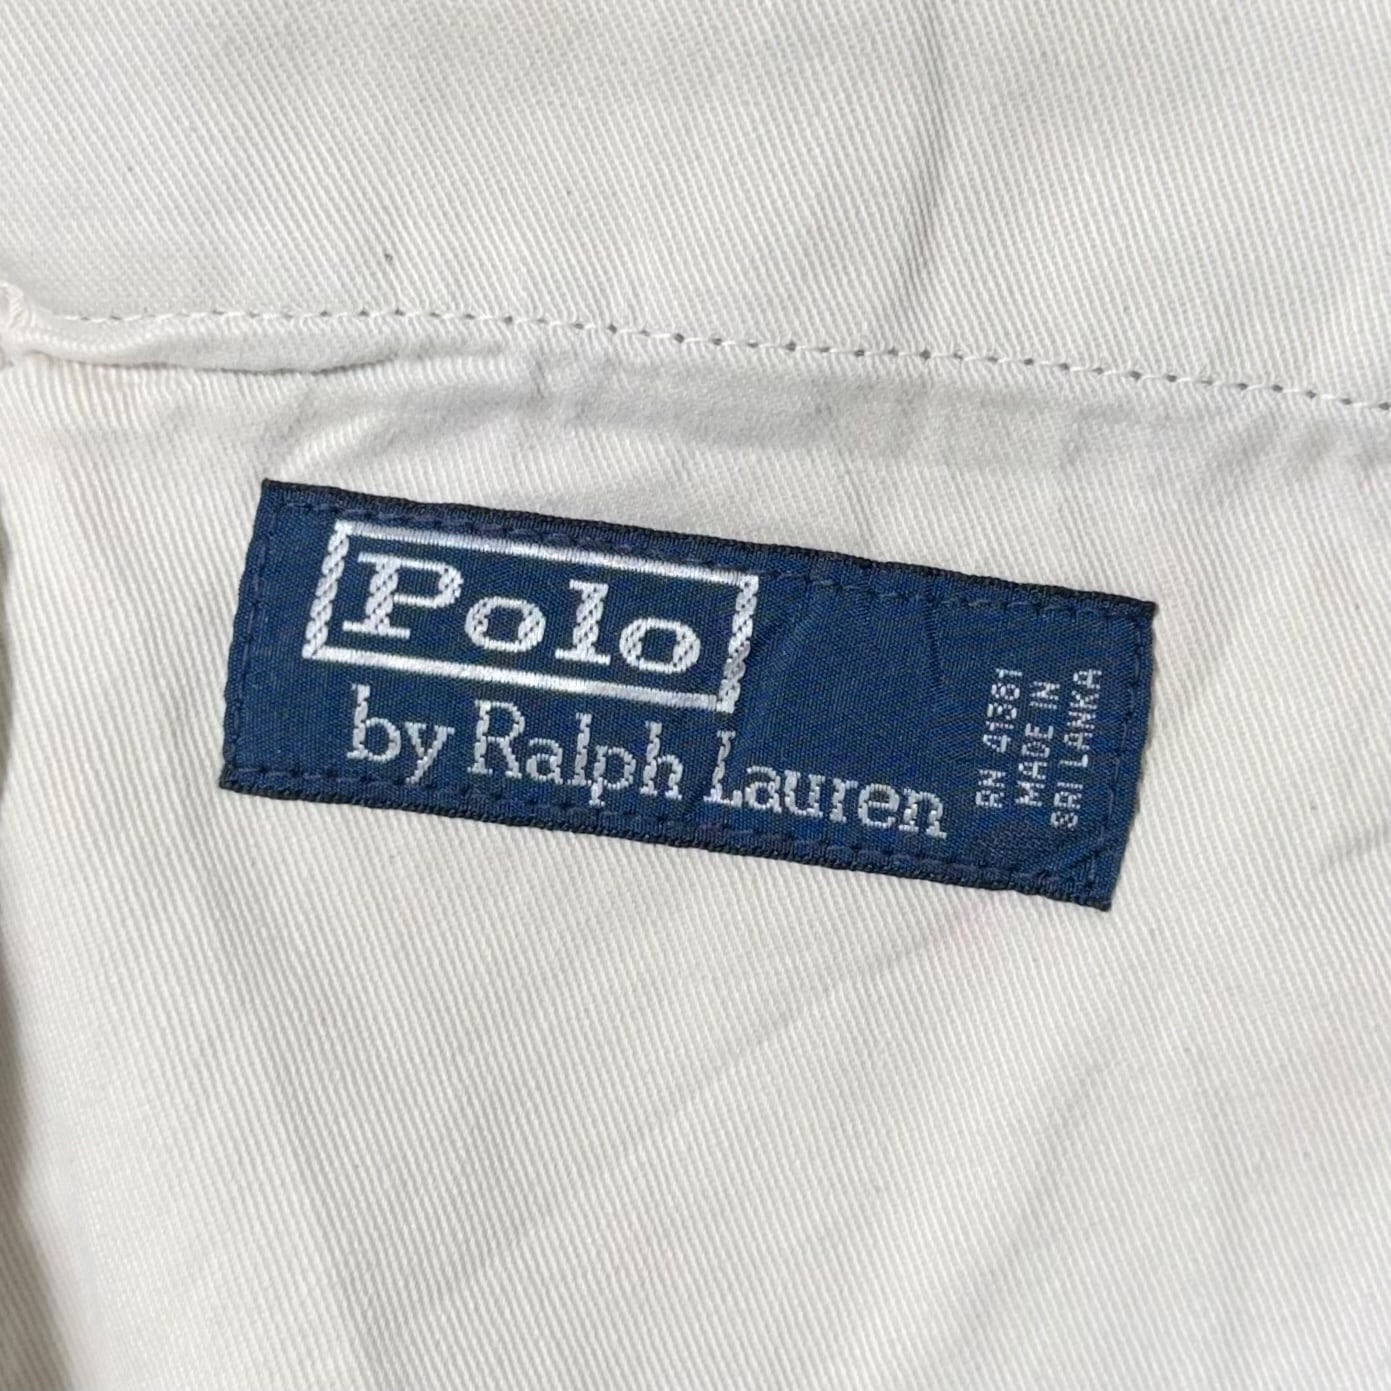 Polo
by Ralph Lauren
RN 41381
MADE IN
SRI LANKA